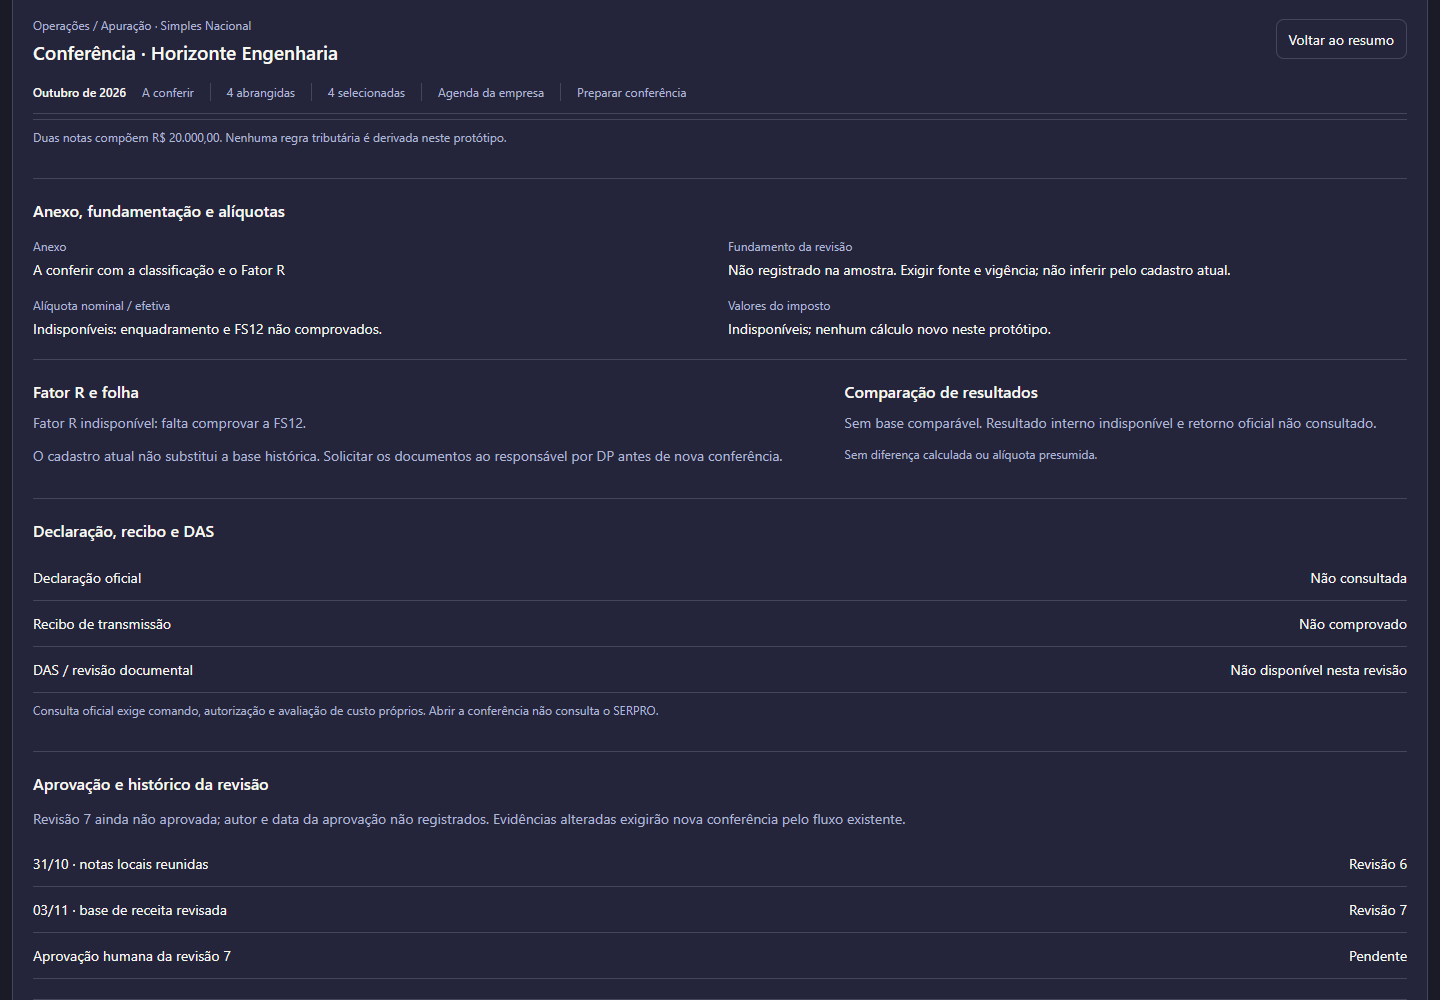 Operações / Apuração · Simples Nacional
Conferência · Horizonte Engenharia
Voltar ao resumo
Outubro de 2026 A conferir 4 abrangidas 4 selecionadas Agenda da empresa Preparar conferência
Duas notas compõem R$ 20.000,00. Nenhuma regra tributária é derivada neste protótipo.
Anexo, fundamentação e alíquotas
Anexo
A conferir com a classificação e o Fator R
Fundamento da revisão
Não registrado na amostra. Exigir fonte e vigência; não inferir pelo cadastro atual.
Alíquota nominal / efetiva
Indisponíveis: enquadramento e FS12 não comprovados.
Valores do imposto
Indisponíveis; nenhum cálculo novo neste protótipo.
Fator R e folha
Fator R indisponível: falta comprovar a FS12.
O cadastro atual não substitui a base histórica. Solicitar os documentos ao responsável por DP antes de nova conferência.
Comparação de resultados
Sem base comparável. Resultado interno indisponível e retorno oficial não consultado.
Sem diferença calculada ou alíquota presumida.
Declaração, recibo e DAS
Declaração oficial Não consultada
Recibo de transmissão Não comprovado
DAS / revisão documental Não disponível nesta revisão
Consulta oficial exige comando, autorização e avaliação de custo próprios. Abrir a conferência não consulta o SERPRO.
Aprovação e histórico da revisão
Revisão 7 ainda não aprovada; autor e data da aprovação não registrados. Evidências alteradas exigirão nova conferência pelo fluxo existente.
31/10 · notas locais reunidas Revisão 6
03/11 · base de receita revisada Revisão 7
Aprovação humana da revisão 7 Pendente